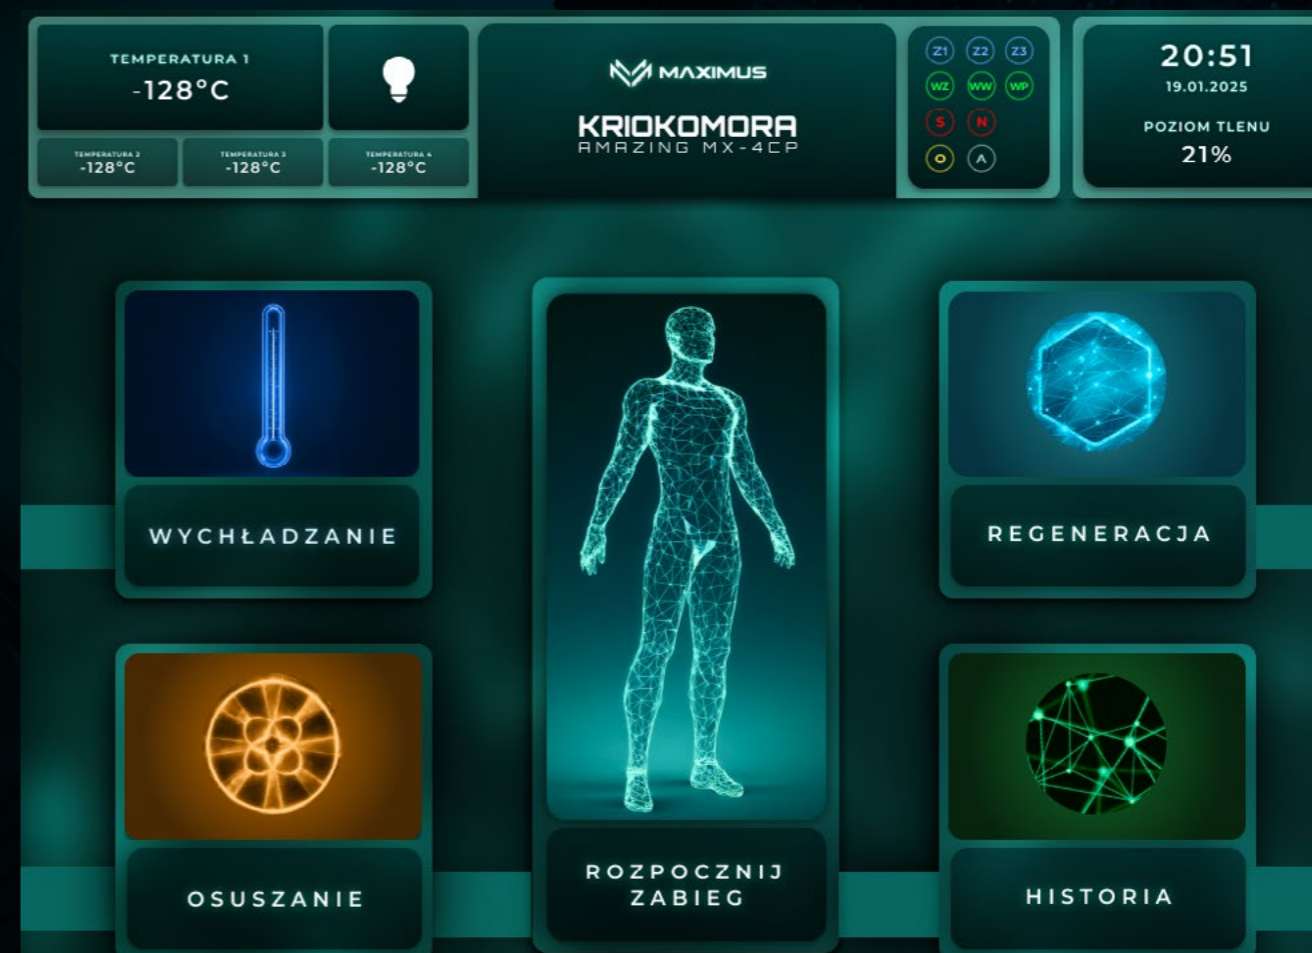 TEMPERATURA 1
-128°C
TEMPERATURA 2
-128°C
TEMPERATURA 3
-128°C
TEMPERATURA 4
-128°C
MAXIMUS
KRIOKOMORA
AMAZING MX-4CP
Z1 Z2 Z3
WZ WW WP
S N
O A
20:51
19.01.2025
POZIOM TLENU
21%
WYCHŁADZANIE
REGENERACJA
OSUSZANIE
ROZPOCZNIJ
ZABIEG
HISTORIA